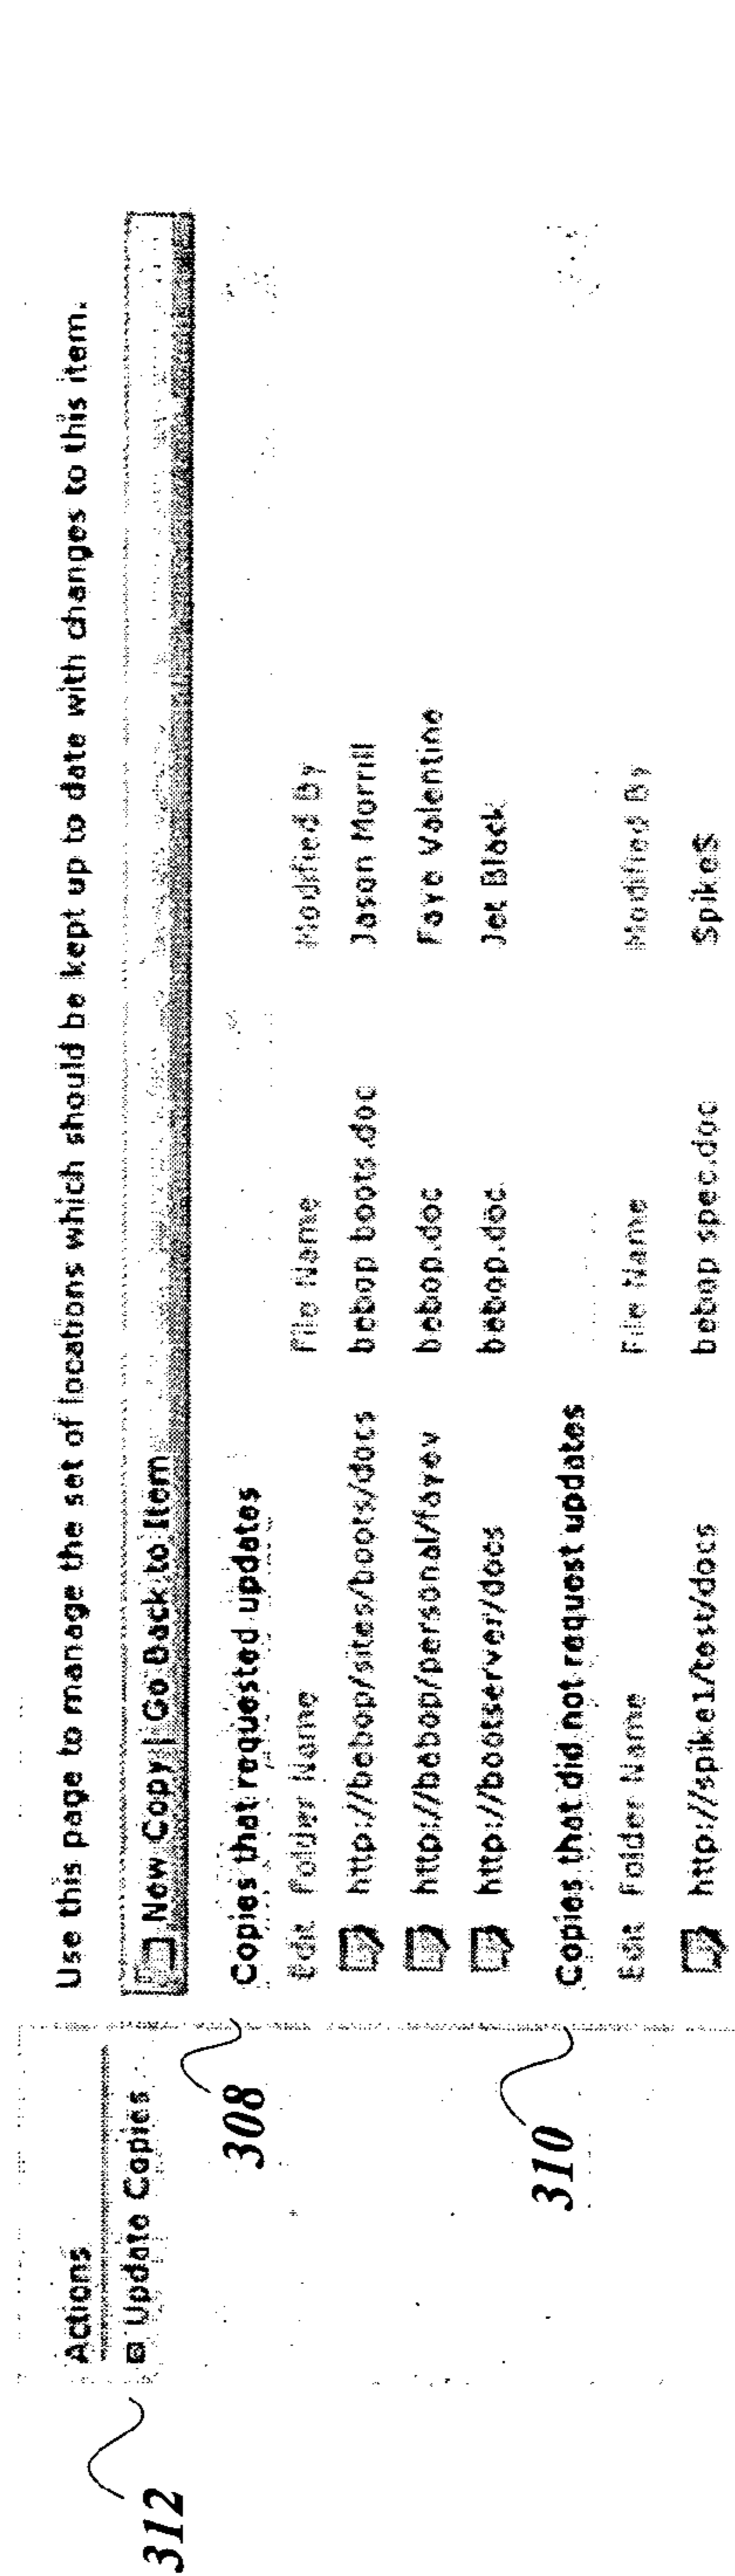 Use this page to manage the set of locations which should be kept up to date with changes to this item.
Actions
Update Copies
New Copy | Go Back to Item
312
308
Copies that requested updates
Edit Folder Name File Name Modified By
http://bebop/sites/boots/docs bebop boots.doc Jason Morrill
http://bebop/personal/fayev bebop.doc Faye Valentine
http://bootserver/docs bebop.doc Jet Black
310
Copies that did not request updates
Edit Folder Name File Name Modified By
http://spike1/test/docs bebop spec.doc SpikeS